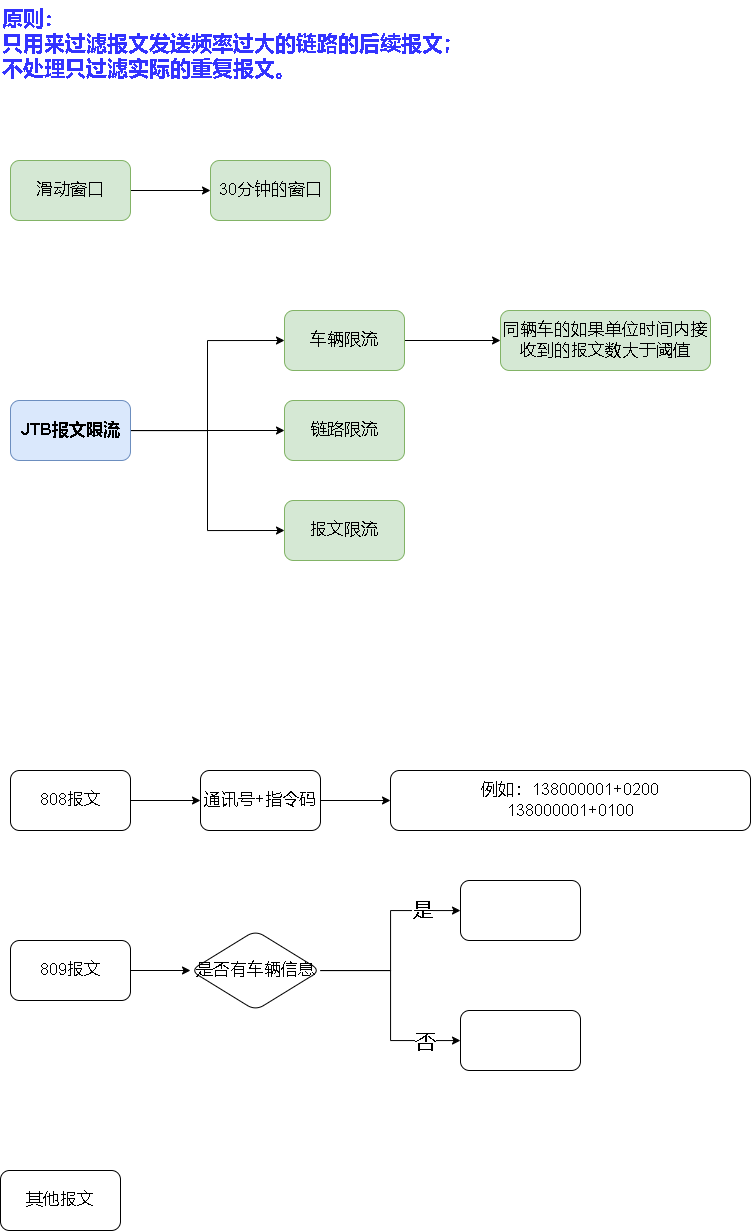 原则：
只用来过滤报文发送频率过大的链路的后续报文；
不处理只过滤实际的重复报文。
滑动窗口
30分钟的窗口
车辆限流
同辆车的如果单位时间内接
收到的报文数大于阈值
JTB报文限流
链路限流
报文限流
808报文
通讯号+指令码
例如：138000001+0200
138000001+0100
是
809报文
是否有车辆信息
否
其他报文